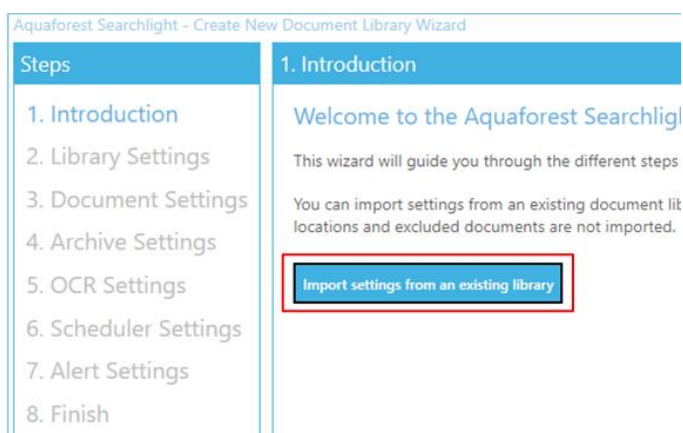 Aquaforest Searchlight - Create New Document Library Wizard
Steps
1. Introduction
2. Library Settings
3. Document Settings
4. Archive Settings
5. OCR Settings
6. Scheduler Settings
7. Alert Settings
8. Finish
1. Introduction
Welcome to the Aquaforest Searchligh
This wizard will guide you through the different steps
You can import settings from an existing document lib
locations and excluded documents are not imported.
Import settings from an existing library